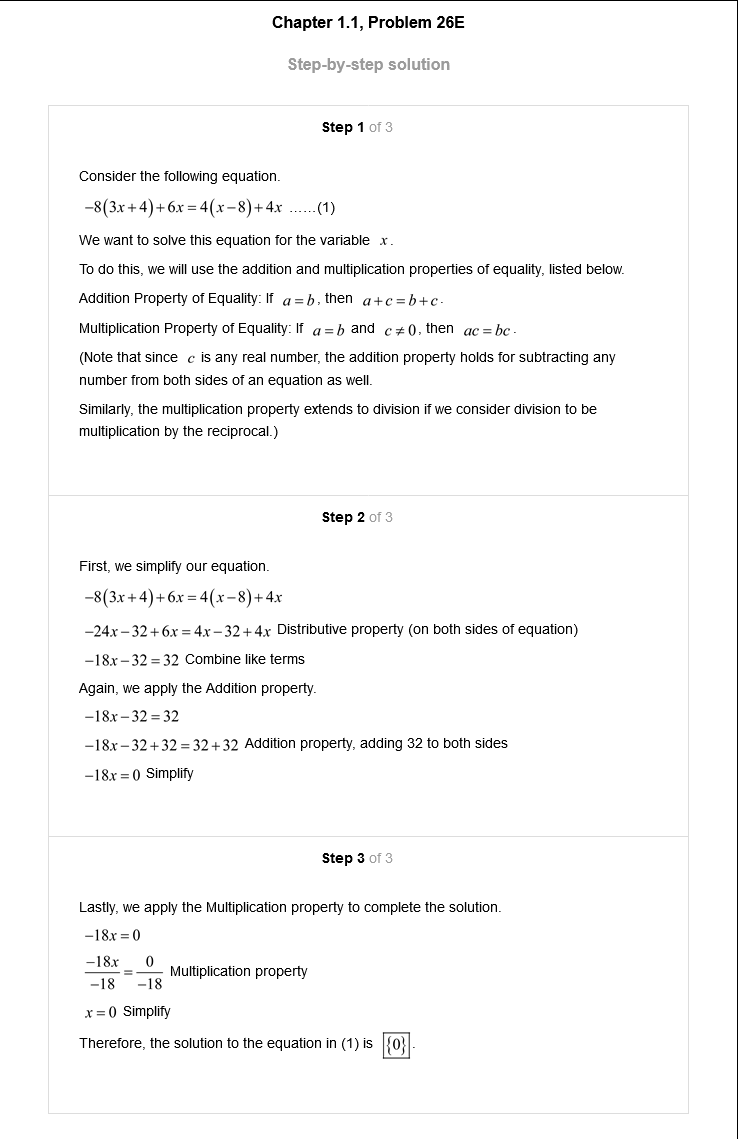 Chapter 1.1, Problem 26E
Step-by-step solution
Step 1 of 3
Consider the following equation.
−8(3x+4)+6x=4(x−8)+4x ......(1)
We want to solve this equation for the variable x.
To do this, we will use the addition and multiplication properties of equality, listed below.
Addition Property of Equality: If a=b, then a+c=b+c.
Multiplication Property of Equality: If a=b and c≠0, then ac=bc.
(Note that since c is any real number, the addition property holds for subtracting any
number from both sides of an equation as well.
Similarly, the multiplication property extends to division if we consider division to be
multiplication by the reciprocal.)
Step 2 of 3
First, we simplify our equation.
−8(3x+4)+6x=4(x−8)+4x
−24x−32+6x=4x−32+4x Distributive property (on both sides of equation)
−18x−32=32 Combine like terms
Again, we apply the Addition property.
−18x−32=32
−18x−32+32=32+32 Addition property, adding 32 to both sides
−18x=0 Simplify
Step 3 of 3
Lastly, we apply the Multiplication property to complete the solution.
−18x=0
−18x/−18=0/−18 Multiplication property
x=0 Simplify
Therefore, the solution to the equation in (1) is {0}.